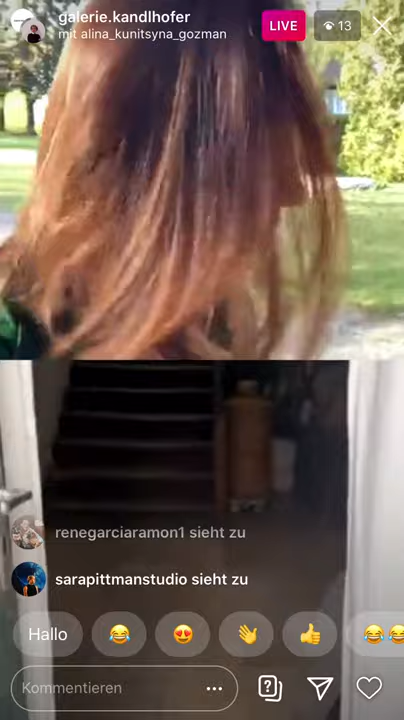 galerie.kandlhofer
mit alina_kunitsyna_gozman
LIVE
13
renegarciaramon1 sieht zu
sarapittmanstudio sieht zu
Hallo
Kommentieren